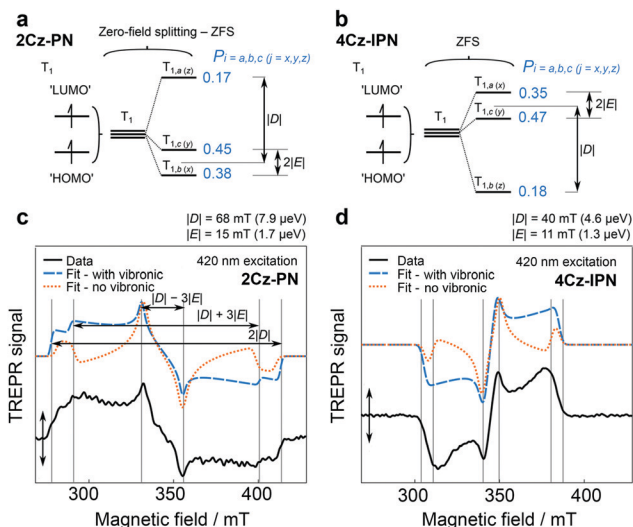 a
Zero-field splitting – ZFS
2Cz-PN
T1
'LUMO'
'HOMO'
T1
Pi = a,b,c (j = x,y,z)
T1,a (z) 0.17
T1,c (y) 0.45
T1,b (x) 0.38
|D|
2|E|
b
ZFS
4Cz-IPN
T1
'LUMO'
'HOMO'
T1
Pi = a,b,c (j = x,y,z)
T1,a (x) 0.35
T1,c (y) 0.47
T1,b (z) 0.18
2|E|
|D|
c
|D| = 68 mT (7.9 μeV)
|E| = 15 mT (1.7 μeV)
Data
Fit - with vibronic
Fit - no vibronic
420 nm excitation
2Cz-PN
|D| − 3|E|
|D| + 3|E|
2|D|
TREPR signal
300 350 400
Magnetic field / mT
d
|D| = 40 mT (4.6 μeV)
|E| = 11 mT (1.3 μeV)
Data
Fit - with vibronic
Fit - no vibronic
420 nm excitation
4Cz-IPN
TREPR signal
300 350 400
Magnetic field / mT